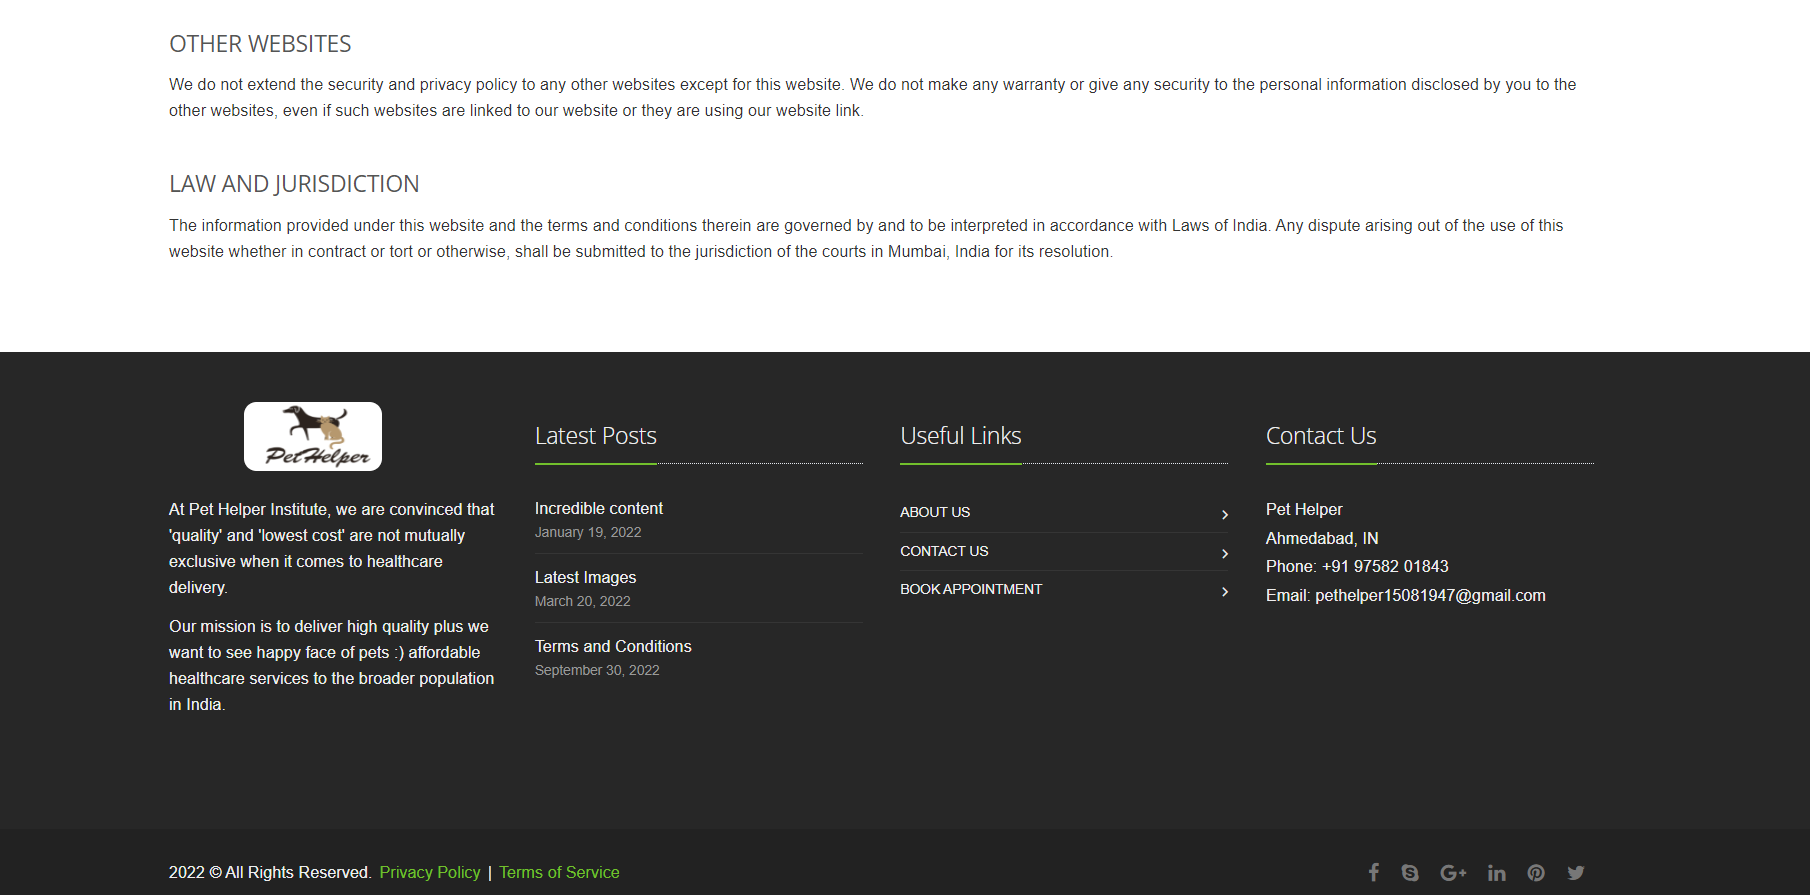 OTHER WEBSITES
We do not extend the security and privacy policy to any other websites except for this website. We do not make any warranty or give any security to the personal information disclosed by you to the
other websites, even if such websites are linked to our website or they are using our website link.
LAW AND JURISDICTION
The information provided under this website and the terms and conditions therein are governed by and to be interpreted in accordance with Laws of India. Any dispute arising out of the use of this
website whether in contract or tort or otherwise, shall be submitted to the jurisdiction of the courts in Mumbai, India for its resolution.
PetHelper
At Pet Helper Institute, we are convinced that
'quality' and 'lowest cost' are not mutually
exclusive when it comes to healthcare
delivery.
Our mission is to deliver high quality plus we
want to see happy face of pets :) affordable
healthcare services to the broader population
in India.
Latest Posts
Incredible content
January 19, 2022
Latest Images
March 20, 2022
Terms and Conditions
September 30, 2022
Useful Links
ABOUT US
CONTACT US
BOOK APPOINTMENT
Contact Us
Pet Helper
Ahmedabad, IN
Phone: +91 97582 01843
Email: pethelper15081947@gmail.com
2022 © All Rights Reserved. Privacy Policy | Terms of Service